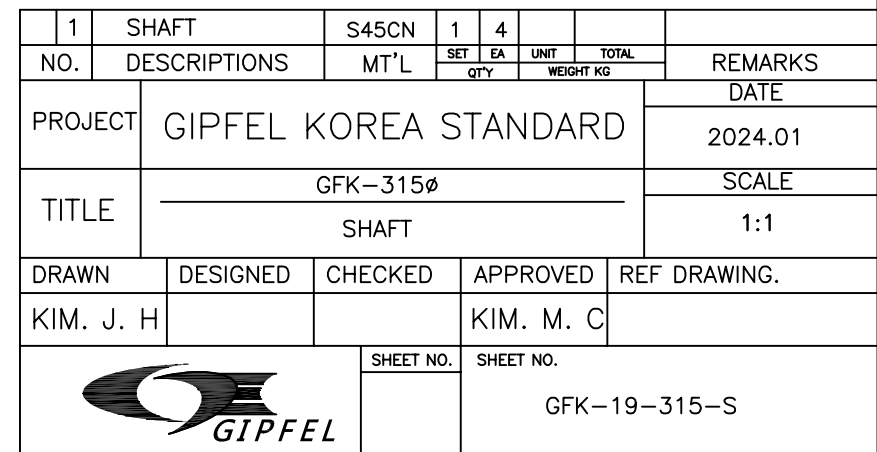 1 SHAFT S45CN 1 4
NO. DESCRIPTIONS MT'L SET EA UNIT TOTAL REMARKS
QT'Y WEIGHT KG
PROJECT GIPFEL KOREA STANDARD DATE
2024.01
TITLE GFK-315ø SCALE
SHAFT 1:1
DRAWN DESIGNED CHECKED APPROVED REF DRAWING.
KIM. J. H KIM. M. C
SHEET NO. SHEET NO.
GFK-19-315-S
GIPFEL